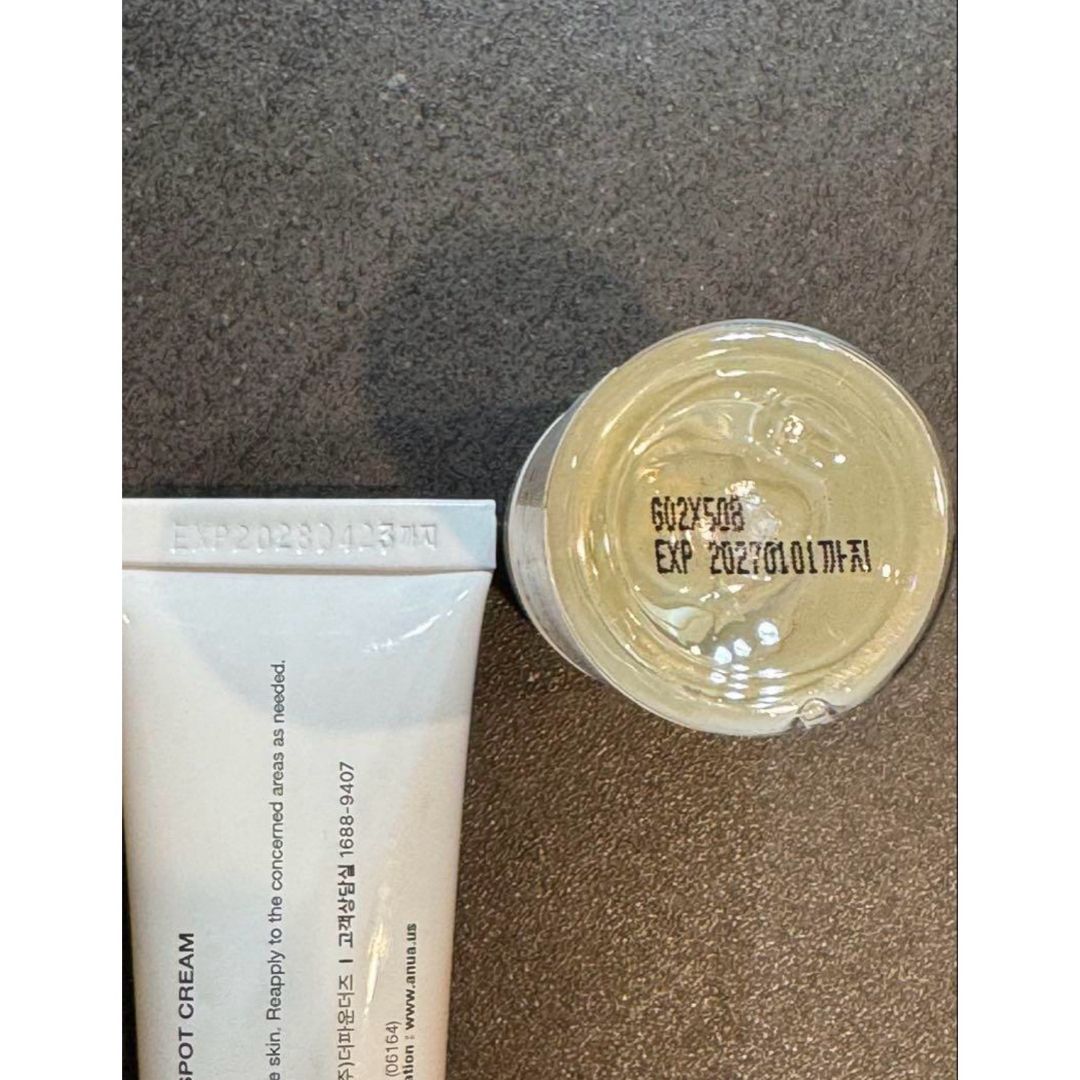 EXP20280423까지
G02X508
EXP 20270101까지
SPOT CREAM
skin. Reapply to the concerned areas as needed.
주)더파운더즈 I 고객상담실 1688-9407
(06164)
www.anua.us